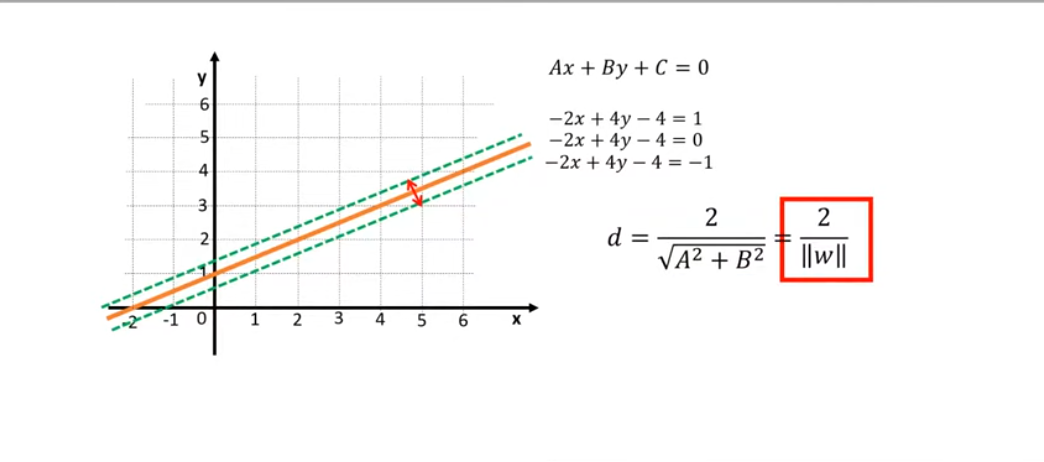 y
6
5
4
3
2
1
-2 -1 0 1 2 3 4 5 6 x
Ax + By + C = 0
−2x + 4y − 4 = 1
−2x + 4y − 4 = 0
−2x + 4y − 4 = −1
d = 2 / √A² + B² = 2 / ||w||